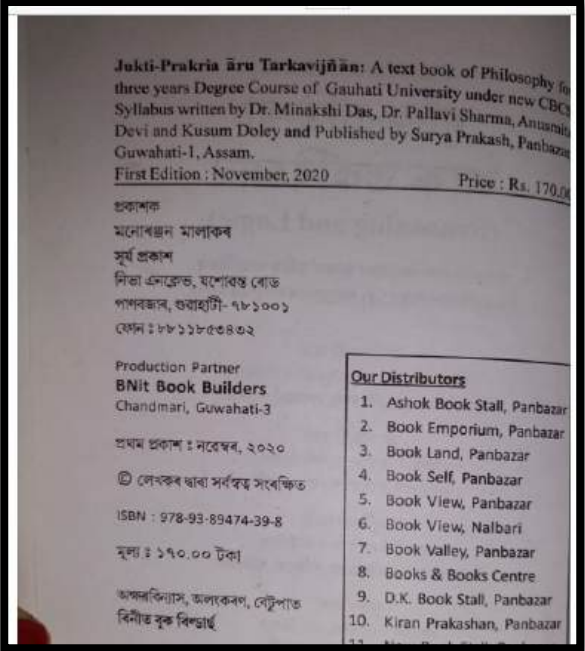 Jukti-Prakria āru Tarkavijñān: A text book of Philosophy fo
three years Degree Course of Gauhati University under new CBCS
Syllabus written by Dr. Minakshi Das, Dr. Pallavi Sharma, Anusmita
Devi and Kusum Doley and Published by Surya Prakash, Panbazar
Guwahati-1, Assam.
First Edition : November, 2020 Price : Rs. 170.00
প্ৰকাশক
মনোৰঞ্জন মালাকৰ
সূৰ্য প্ৰকাশ
নিভা এনক্লেভ, যশোৱন্ত ৰোড
পাণবজাৰ, গুৱাহাটী- ৭৮১০০১
ফোন : ৮৮১১৮৫৩৪৩২
Production Partner
BNit Book Builders
Chandmari, Guwahati-3
প্ৰথম প্ৰকাশ : নৱেম্বৰ, ২০২০
© লেখকৰ দ্বাৰা সৰ্বস্বত্ব সংৰক্ষিত
ISBN : 978-93-89474-39-8
মূল্য : ১৭০.০০ টকা
অক্ষৰবিন্যাস, অলংকৰণ, বেটুপাত
বিনীত বুক বিল্ডাৰ্ছ
Our Distributors
1. Ashok Book Stall, Panbazar
2. Book Emporium, Panbazar
3. Book Land, Panbazar
4. Book Self, Panbazar
5. Book View, Panbazar
6. Book View, Nalbari
7. Book Valley, Panbazar
8. Books & Books Centre
9. D.K. Book Stall, Panbazar
10. Kiran Prakashan, Panbazar